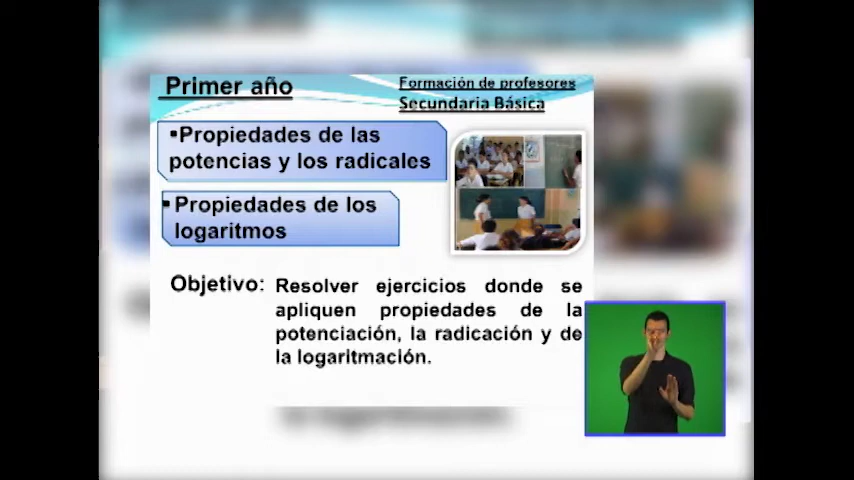 Primer año
Formación de profesores
Secundaria Básica
▪Propiedades de las
potencias y los radicales
▪Propiedades de los
logaritmos
Objetivo: Resolver ejercicios donde se
apliquen propiedades de la
potenciación, la radicación y de
la logaritmación.